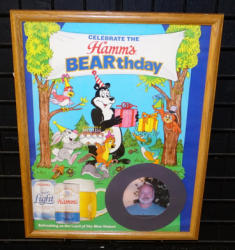 CELEBRATE THE
Hamm's
BEARthday
Light
Hamm's
Refreshing as the Land of Sky Blue Waters